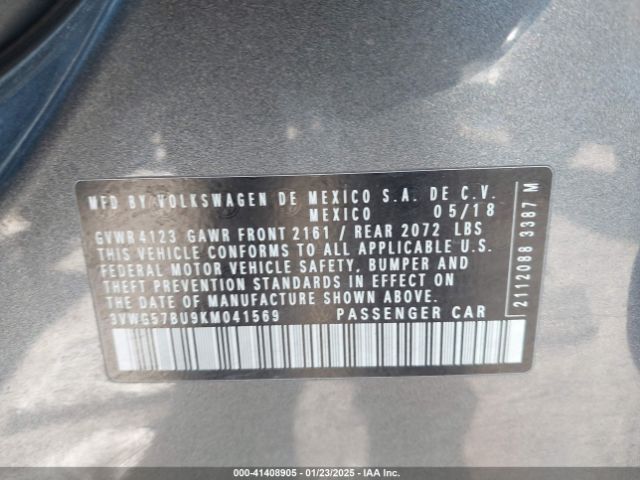 MFD BY VOLKSWAGEN DE MEXICO S.A. DE C.V.
MEXICO 05/18
GVWR 4123 GAWR FRONT 2161 / REAR 2072 LBS
THIS VEHICLE CONFORMS TO ALL APPLICABLE U.S.
FEDERAL MOTOR VEHICLE SAFETY, BUMPER AND
THEFT PREVENTION STANDARDS IN EFFECT ON
THE DATE OF MANUFACTURE SHOWN ABOVE.
3VWG57BU9KM041569 PASSENGER CAR
2112088 3387 M
000-41408905 - 01/23/2025 - IAA Inc.